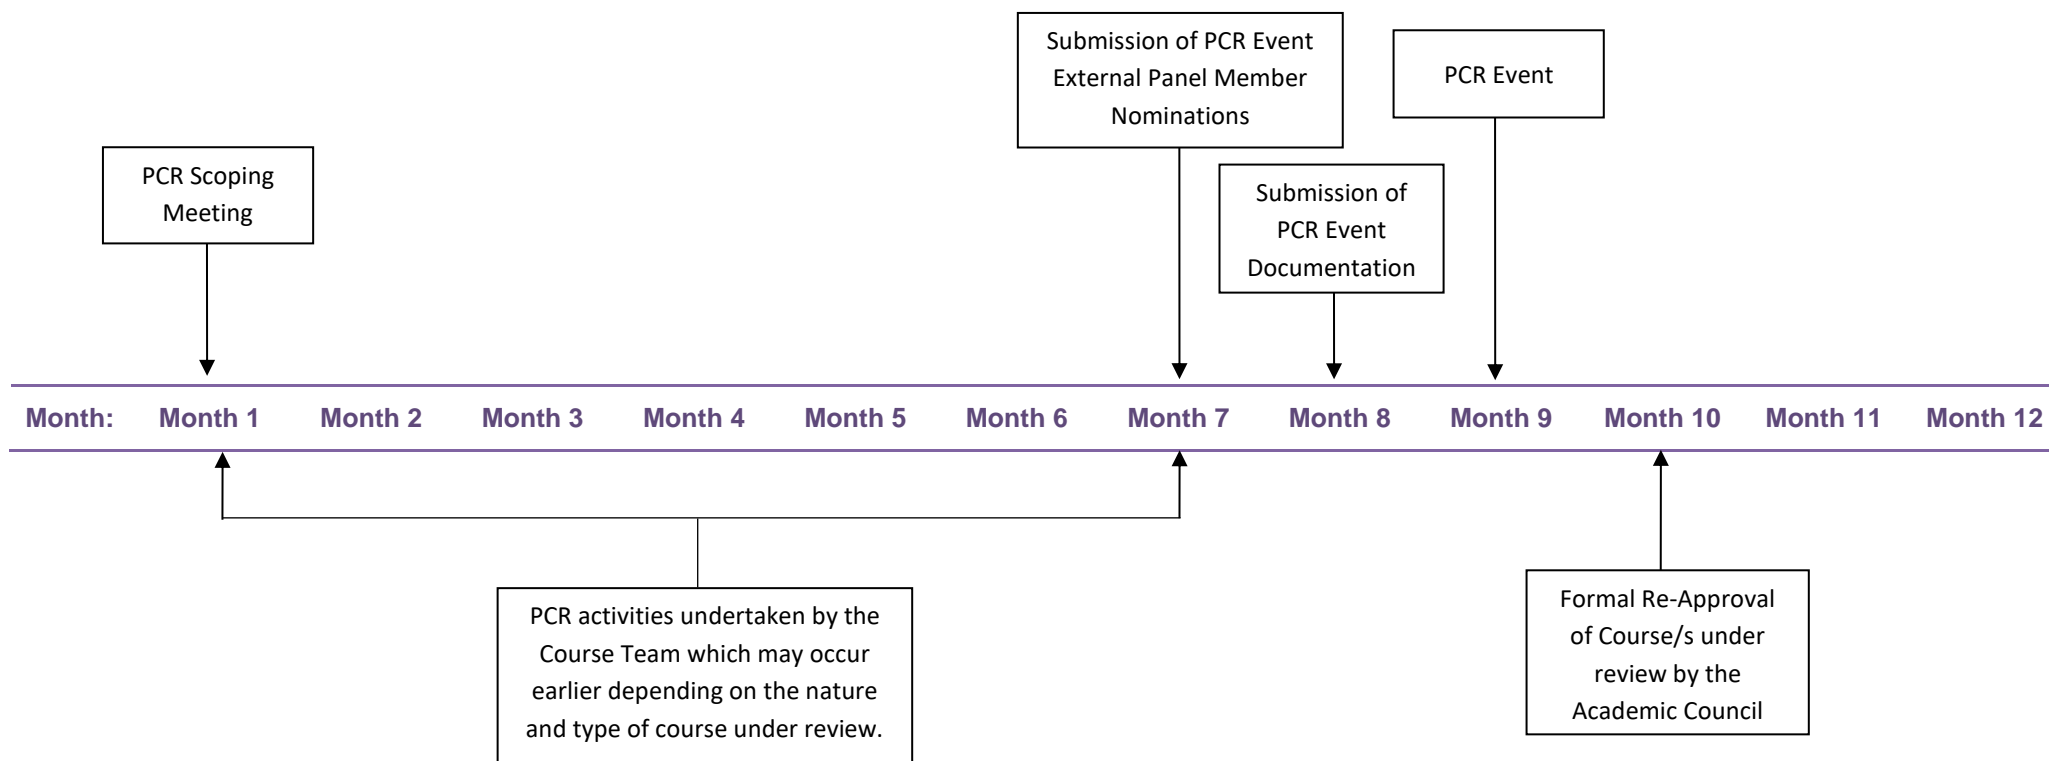 Submission of PCR Event
External Panel Member
Nominations
PCR Event
PCR Scoping
Meeting
Submission of
PCR Event
Documentation
Month: Month 1 Month 2 Month 3 Month 4 Month 5 Month 6 Month 7 Month 8 Month 9 Month 10 Month 11 Month 12
PCR activities undertaken by the
Course Team which may occur
earlier depending on the nature
and type of course under review.
Formal Re-Approval
of Course/s under
review by the
Academic Council